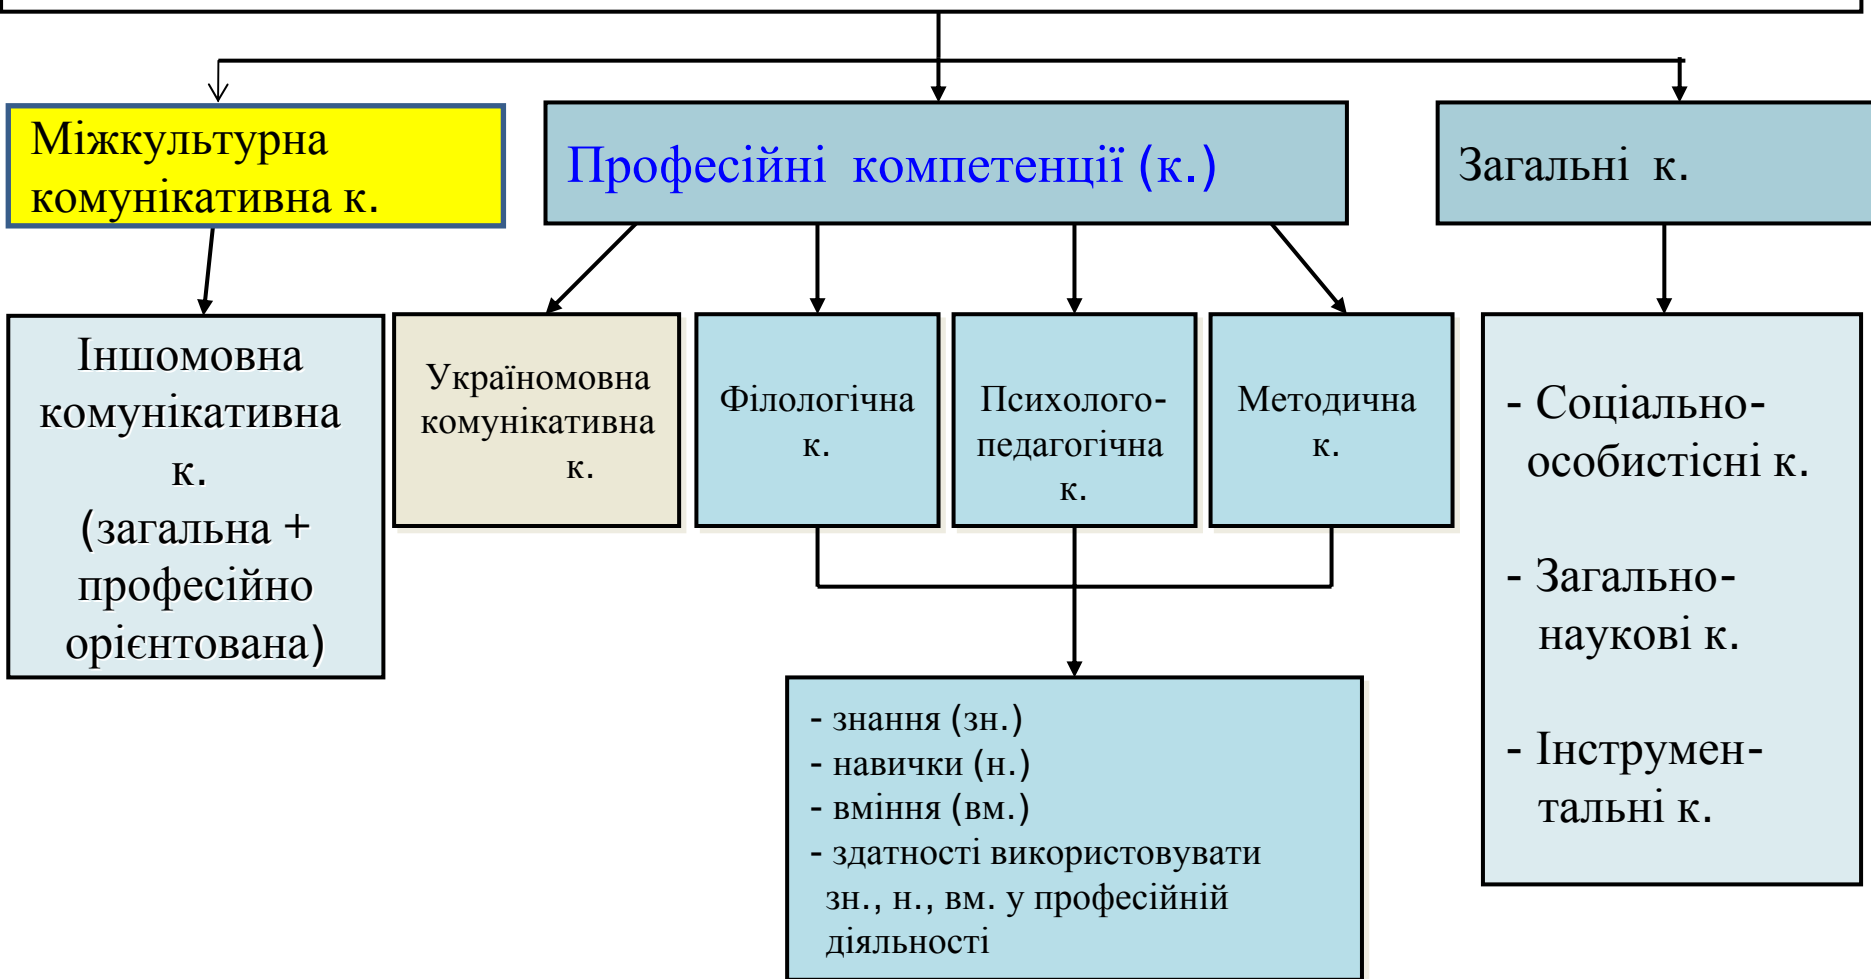 Міжкультурна
комунікативна к.
Професійні компетенції (к.)
Загальні к.
Іншомовна
комунікативна
к.
(загальна +
професійно
орієнтована)
Україномовна
комунікативна
к.
Філологічна
к.
Психолого-
педагогічна
к.
Методична
к.
- Соціально-
особистісні к.
- Загально-
наукові к.
- Інструмен-
тальні к.
- знання (зн.)
- навички (н.)
- вміння (вм.)
- здатності використовувати
зн., н., вм. у професійній
діяльності